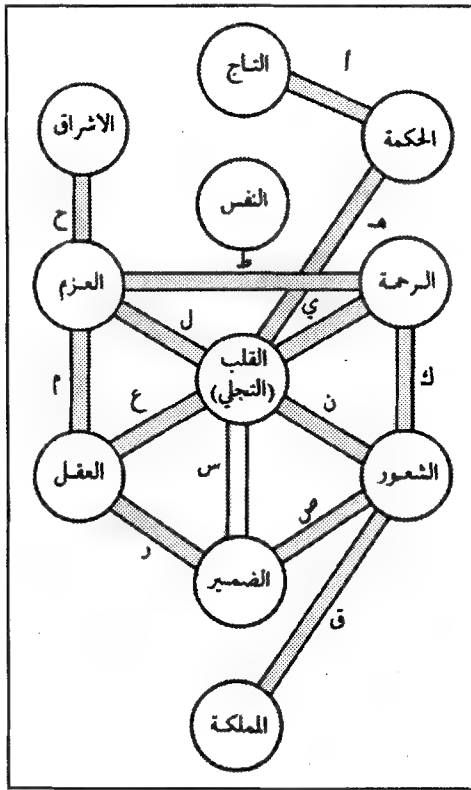 التاج
أ
الحكمة
الاشراق
النفس
هـ
ح
ط
العزم
الرحمة
ي
ل
القلب
(التجلي)
ك
م
ع
ن
العقل
الشعور
س
ص
ر
الضمير
ق
المملكة